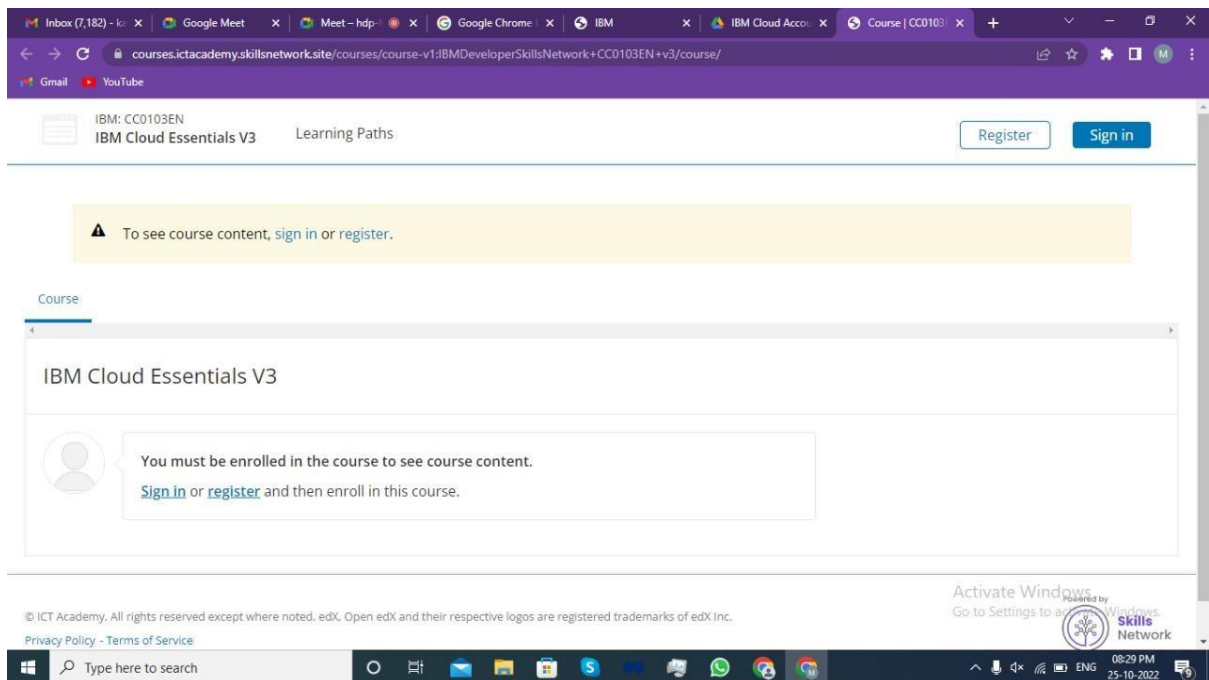 Inbox (7,182) - ka
Google Meet
Meet – hdp-
Google Chrome
IBM
IBM Cloud Accou
Course | CC0103
courses.ictacademy.skillsnetwork.site/courses/course-v1:IBMDeveloperSkillsNetwork+CC0103EN+v3/course/
M
Gmail
YouTube
IBM: CC0103EN
IBM Cloud Essentials V3
Learning Paths
Register
Sign in
To see course content, sign in or register.
Course
IBM Cloud Essentials V3
You must be enrolled in the course to see course content.
Sign in or register and then enroll in this course.
Activate Windows
Go to Settings to activate Windows.
Powered by
Skills
Network
© ICT Academy. All rights reserved except where noted. edX, Open edX and their respective logos are registered trademarks of edX Inc.
Privacy Policy - Terms of Service
Type here to search
ENG
08:29 PM
25-10-2022